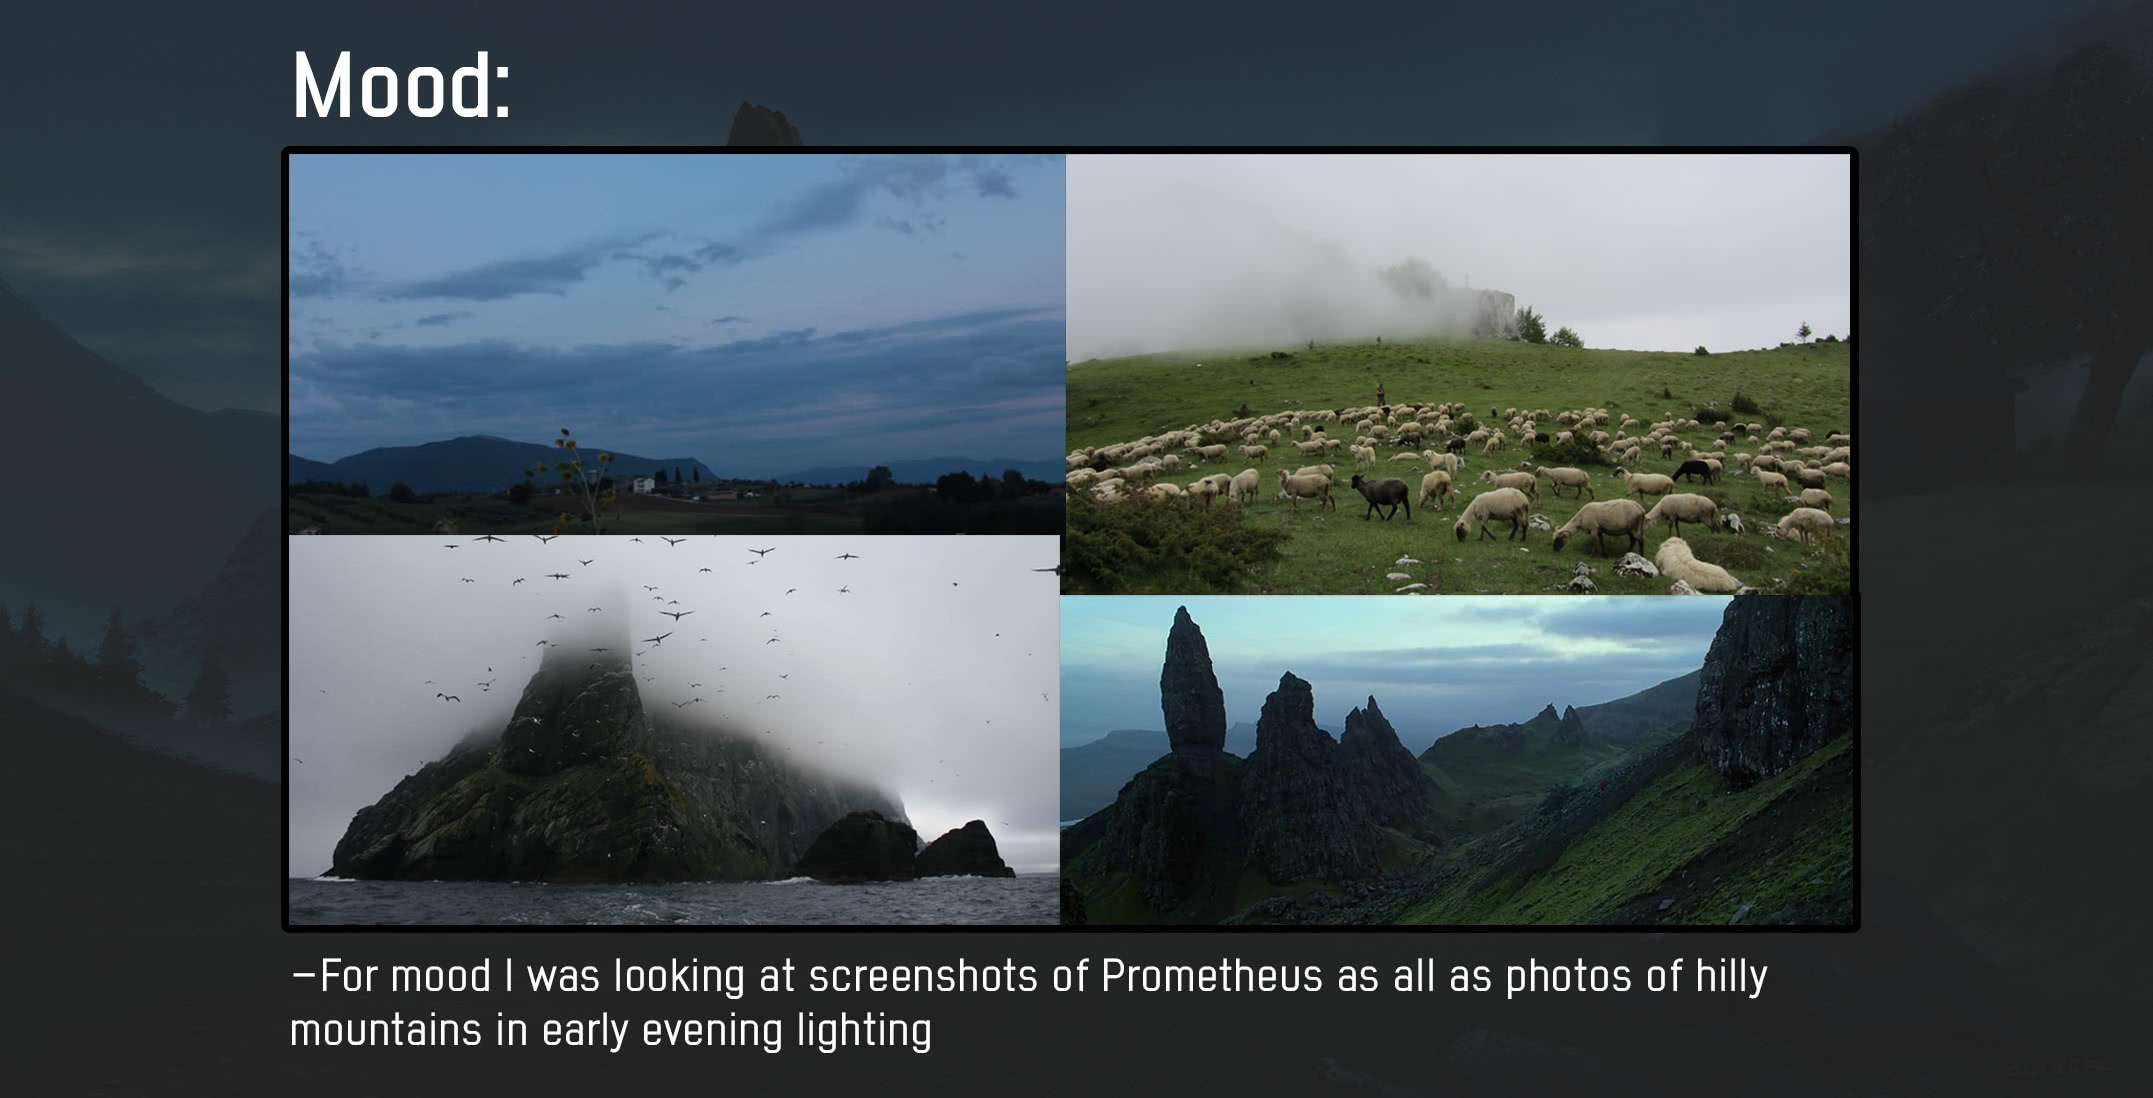 Mood:
–For mood I was looking at screenshots of Prometheus as all as photos of hilly
mountains in early evening lighting